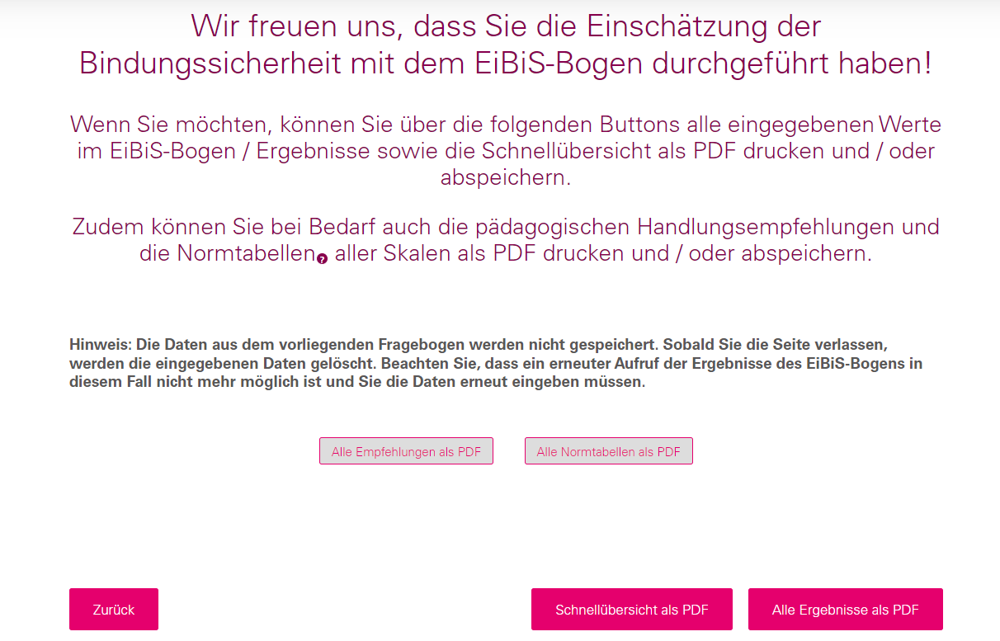 Wir freuen uns, dass Sie die Einschätzung der
Bindungssicherheit mit dem EiBiS-Bogen durchgeführt haben!
Wenn Sie möchten, können Sie über die folgenden Buttons alle eingegebenen Werte
im EiBiS-Bogen / Ergebnisse sowie die Schnellübersicht als PDF drucken und / oder
abspeichern.
Zudem können Sie bei Bedarf auch die pädagogischen Handlungsempfehlungen und
die Normtabellen? aller Skalen als PDF drucken und / oder abspeichern.
Hinweis: Die Daten aus dem vorliegenden Fragebogen werden nicht gespeichert. Sobald Sie die Seite verlassen,
werden die eingegebenen Daten gelöscht. Beachten Sie, dass ein erneuter Aufruf der Ergebnisse des EiBiS-Bogens in
diesem Fall nicht mehr möglich ist und Sie die Daten erneut eingeben müssen.
Alle Empfehlungen als PDF Alle Normtabellen als PDF
Zurück Schnellübersicht als PDF Alle Ergebnisse als PDF